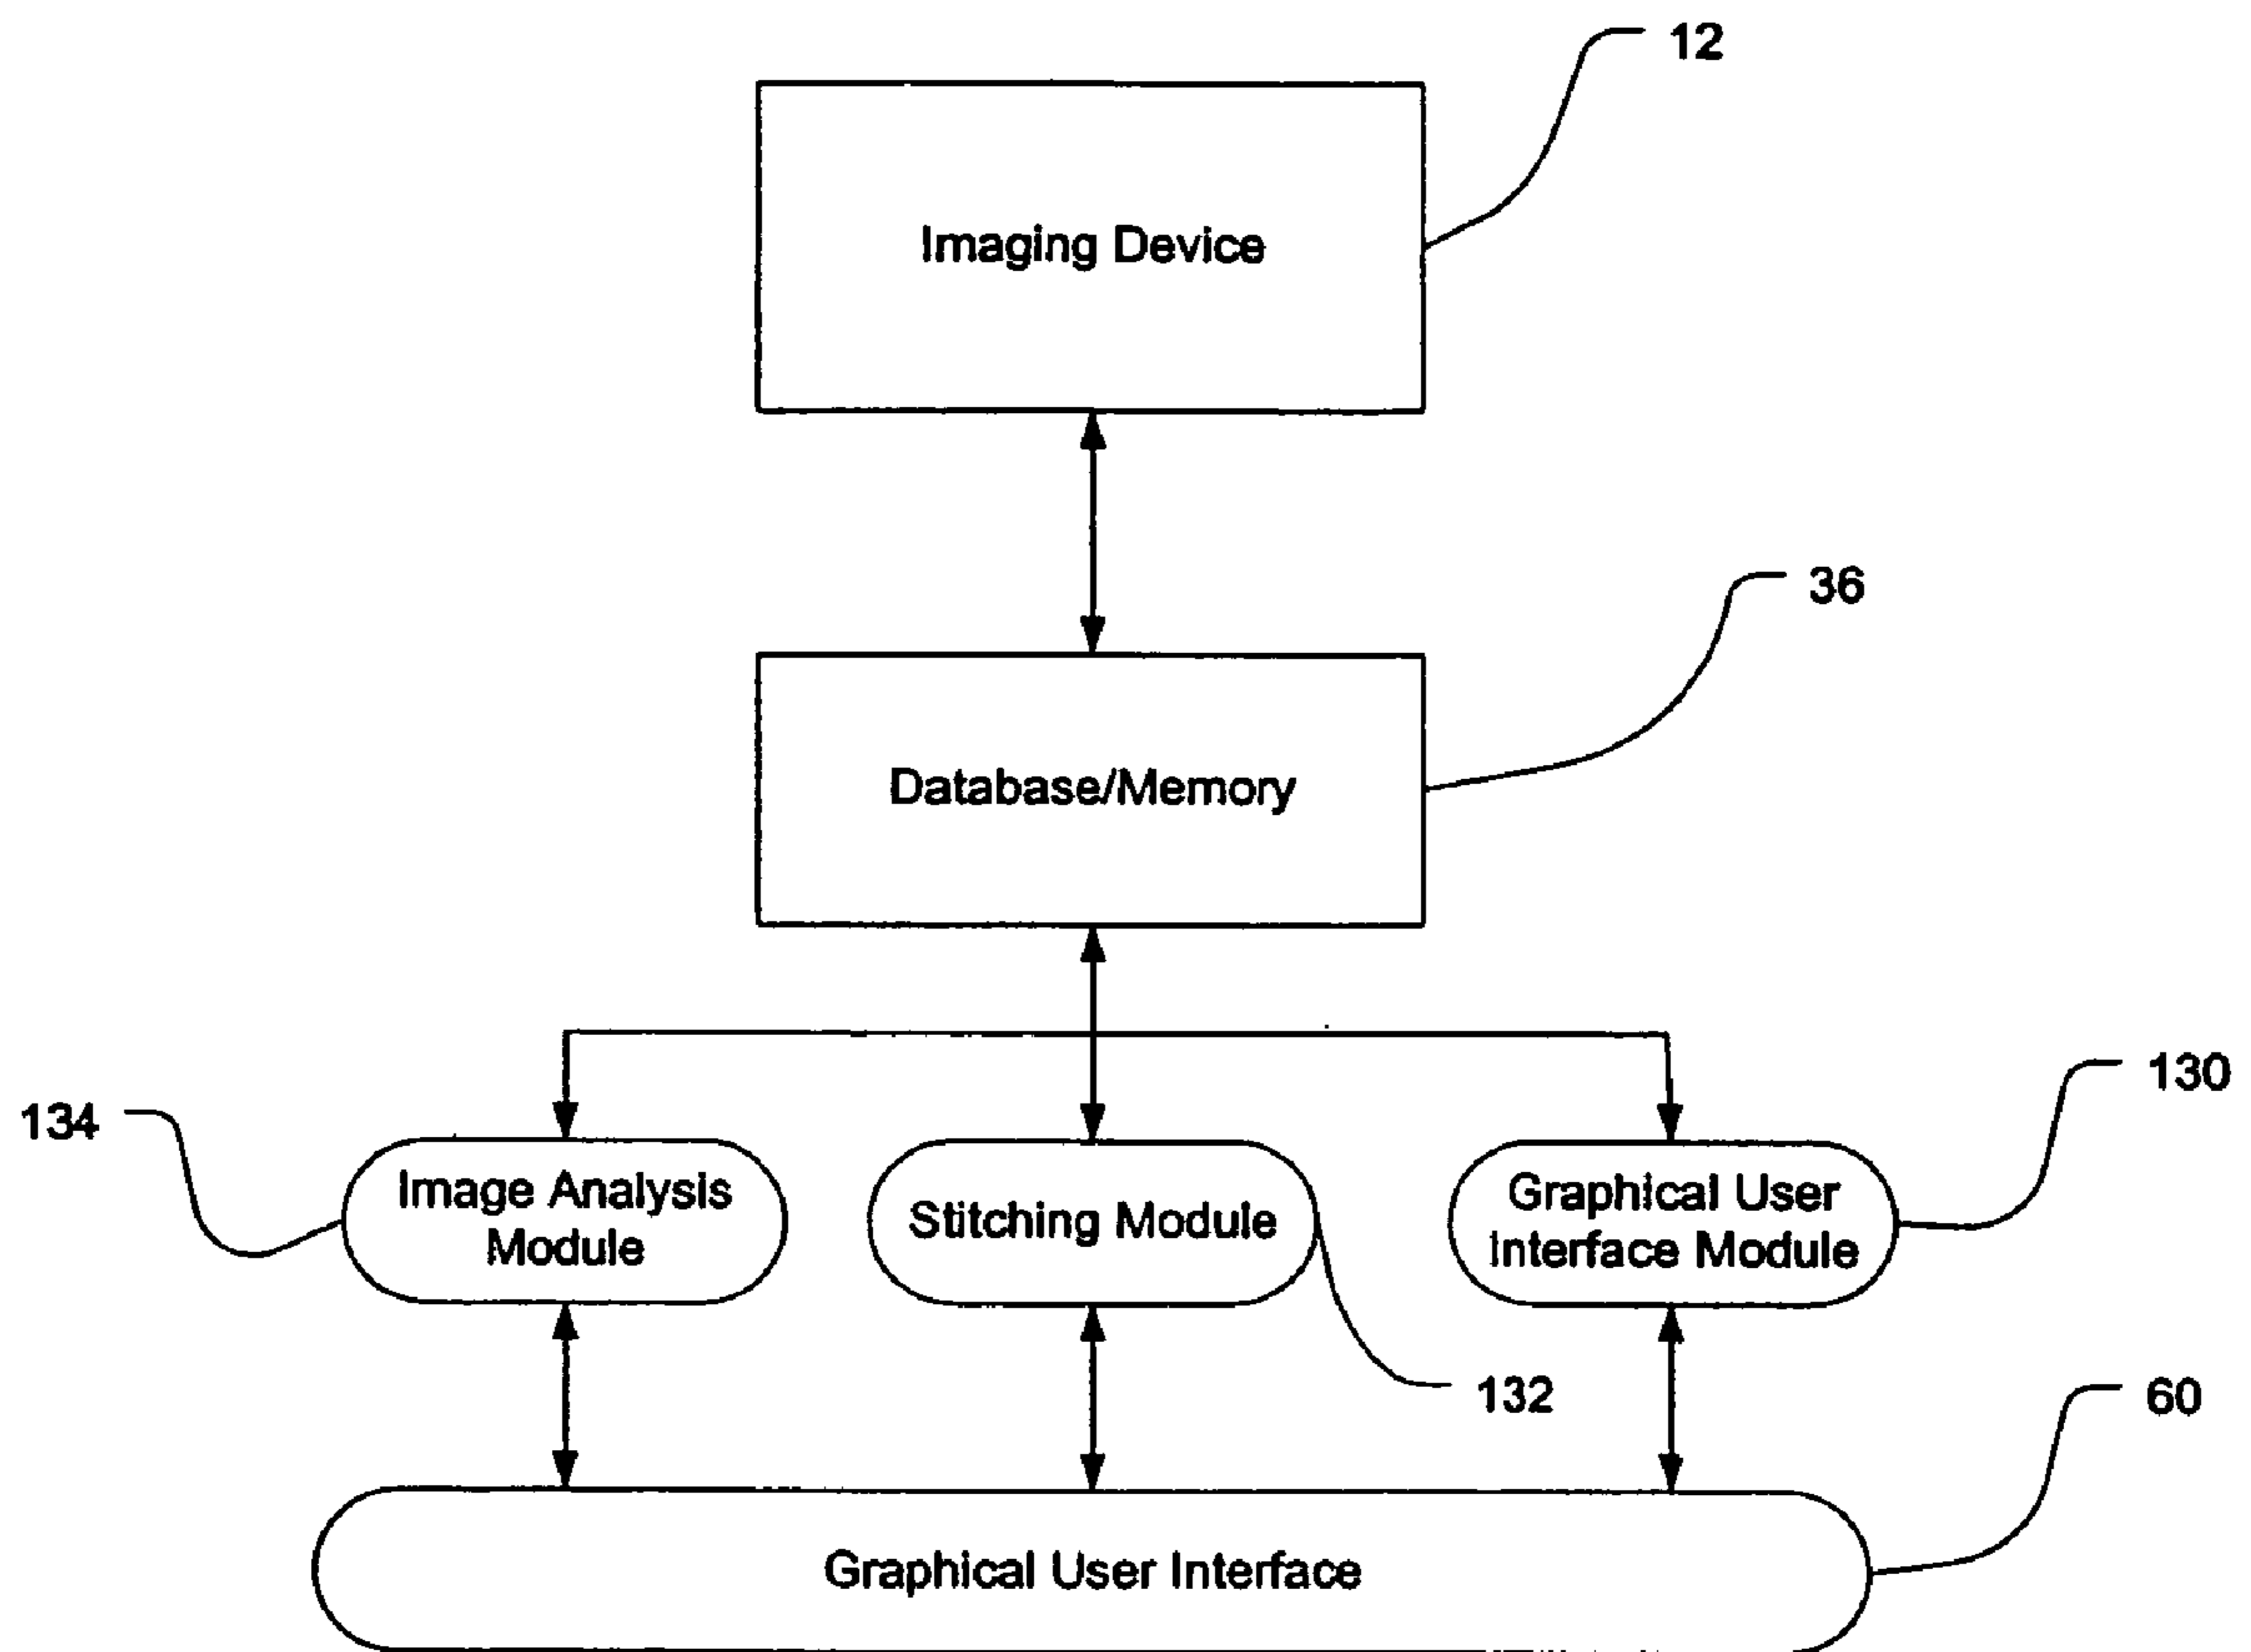 12
Imaging Device
36
Database/Memory
130
134
Image Analysis
Module
Stitching Module
Graphical User
Interface Module
132
60
Graphical User Interface